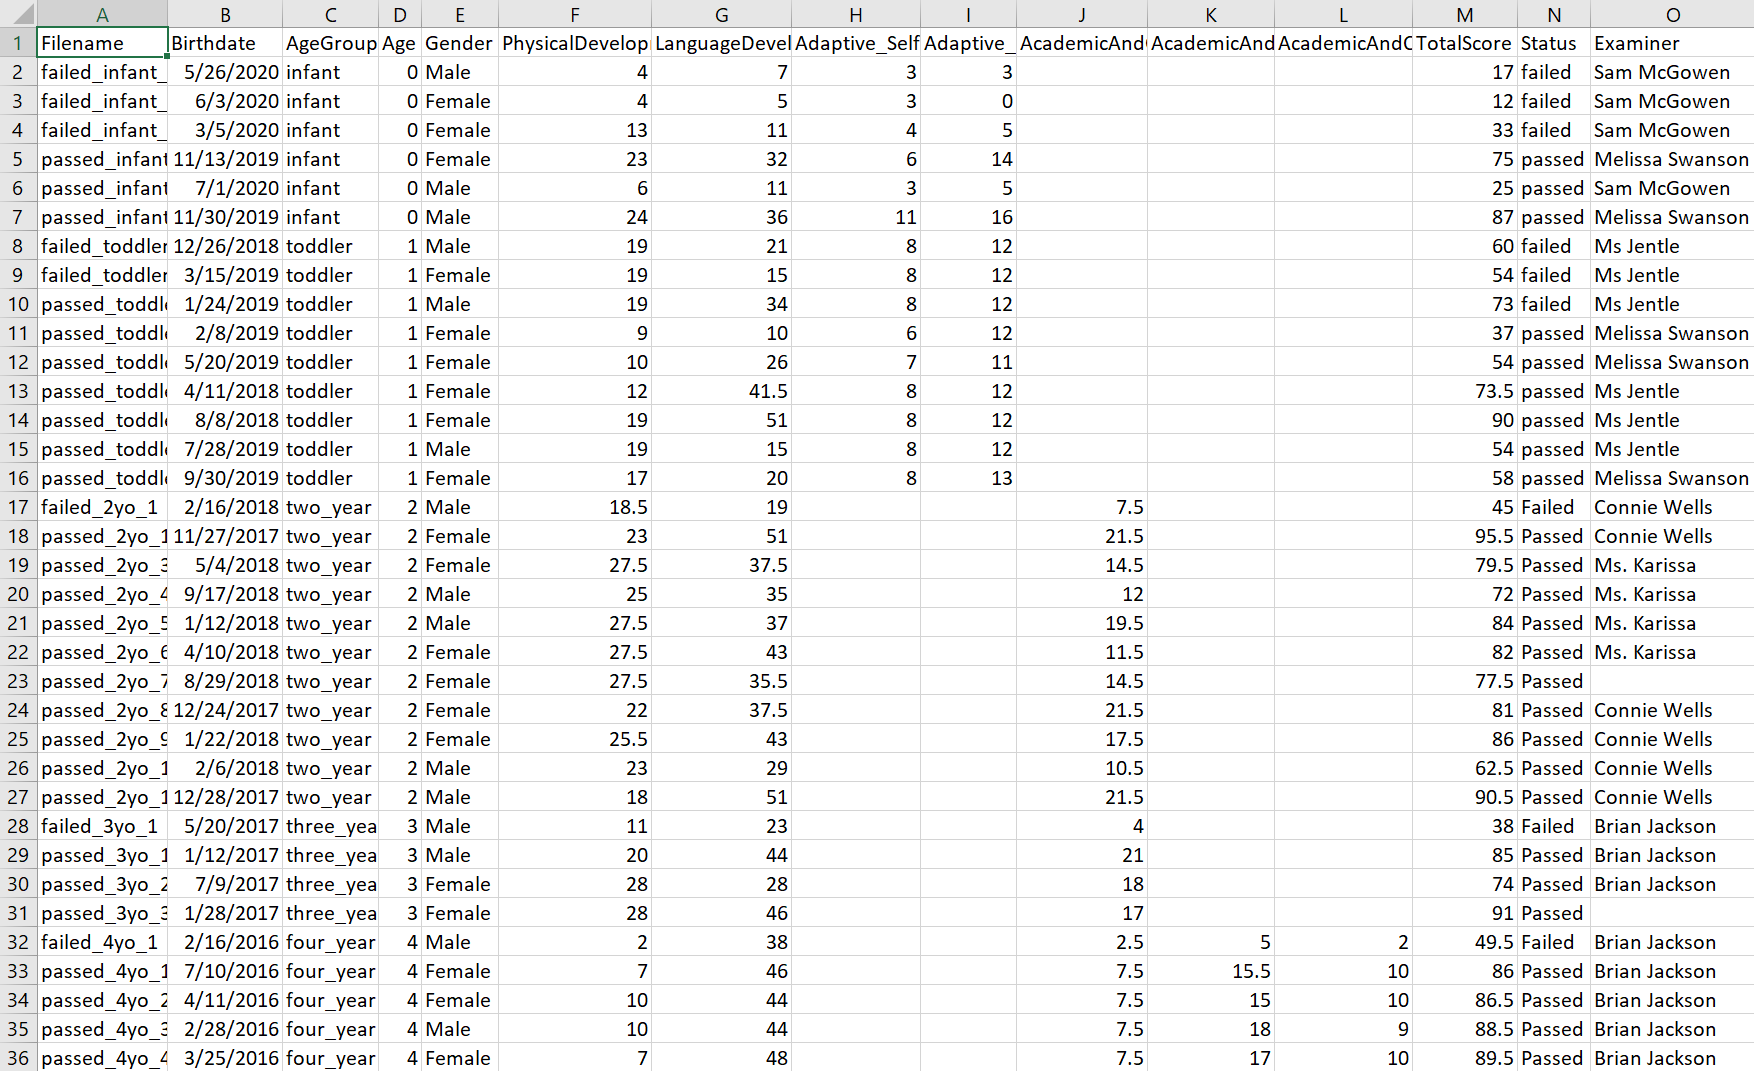 A B C D E F G H I J K L M N O
1 Filename Birthdate AgeGroup Age Gender PhysicalDevelop LanguageDevel Adaptive_Self Adaptive_ AcademicAnd AcademicAnd AcademicAndC TotalScore Status Examiner
2 failed_infant_ 5/26/2020 infant 0 Male 4 7 3 3 17 failed Sam McGowen
3 failed_infant_ 6/3/2020 infant 0 Female 4 5 3 0 12 failed Sam McGowen
4 failed_infant_ 3/5/2020 infant 0 Female 13 11 4 5 33 failed Sam McGowen
5 passed_infant 11/13/2019 infant 0 Female 23 32 6 14 75 passed Melissa Swanson
6 passed_infant 7/1/2020 infant 0 Male 6 11 3 5 25 passed Sam McGowen
7 passed_infant 11/30/2019 infant 0 Male 24 36 11 16 87 passed Melissa Swanson
8 failed_toddler 12/26/2018 toddler 1 Male 19 21 8 12 60 failed Ms Jentle
9 failed_toddler 3/15/2019 toddler 1 Female 19 15 8 12 54 failed Ms Jentle
10 passed_toddl 1/24/2019 toddler 1 Male 19 34 8 12 73 failed Ms Jentle
11 passed_toddl 2/8/2019 toddler 1 Female 9 10 6 12 37 passed Melissa Swanson
12 passed_toddl 5/20/2019 toddler 1 Female 10 26 7 11 54 passed Melissa Swanson
13 passed_toddl 4/11/2018 toddler 1 Female 12 41.5 8 12 73.5 passed Ms Jentle
14 passed_toddl 8/8/2018 toddler 1 Female 19 51 8 12 90 passed Ms Jentle
15 passed_toddl 7/28/2019 toddler 1 Male 19 15 8 12 54 passed Ms Jentle
16 passed_toddl 9/30/2019 toddler 1 Female 17 20 8 13 58 passed Melissa Swanson
17 failed_2yo_1 2/16/2018 two_year 2 Male 18.5 19 7.5 45 Failed Connie Wells
18 passed_2yo_1 11/27/2017 two_year 2 Female 23 51 21.5 95.5 Passed Connie Wells
19 passed_2yo_3 5/4/2018 two_year 2 Female 27.5 37.5 14.5 79.5 Passed Ms. Karissa
20 passed_2yo_4 9/17/2018 two_year 2 Male 25 35 12 72 Passed Ms. Karissa
21 passed_2yo_5 1/12/2018 two_year 2 Male 27.5 37 19.5 84 Passed Ms. Karissa
22 passed_2yo_6 4/10/2018 two_year 2 Female 27.5 43 11.5 82 Passed Ms. Karissa
23 passed_2yo_7 8/29/2018 two_year 2 Female 27.5 35.5 14.5 77.5 Passed
24 passed_2yo_8 12/24/2017 two_year 2 Female 22 37.5 21.5 81 Passed Connie Wells
25 passed_2yo_9 1/22/2018 two_year 2 Female 25.5 43 17.5 86 Passed Connie Wells
26 passed_2yo_1 2/6/2018 two_year 2 Male 23 29 10.5 62.5 Passed Connie Wells
27 passed_2yo_1 12/28/2017 two_year 2 Male 18 51 21.5 90.5 Passed Connie Wells
28 failed_3yo_1 5/20/2017 three_yea 3 Male 11 23 4 38 Failed Brian Jackson
29 passed_3yo_1 1/12/2017 three_yea 3 Male 20 44 21 85 Passed Brian Jackson
30 passed_3yo_2 7/9/2017 three_yea 3 Female 28 28 18 74 Passed Brian Jackson
31 passed_3yo_3 1/28/2017 three_yea 3 Female 28 46 17 91 Passed
32 failed_4yo_1 2/16/2016 four_year 4 Male 2 38 2.5 5 2 49.5 Failed Brian Jackson
33 passed_4yo_1 7/10/2016 four_year 4 Female 7 46 7.5 15.5 10 86 Passed Brian Jackson
34 passed_4yo_2 4/11/2016 four_year 4 Female 10 44 7.5 15 10 86.5 Passed Brian Jackson
35 passed_4yo_3 2/28/2016 four_year 4 Male 10 44 7.5 18 9 88.5 Passed Brian Jackson
36 passed_4yo_4 3/25/2016 four_year 4 Female 7 48 7.5 17 10 89.5 Passed Brian Jackson